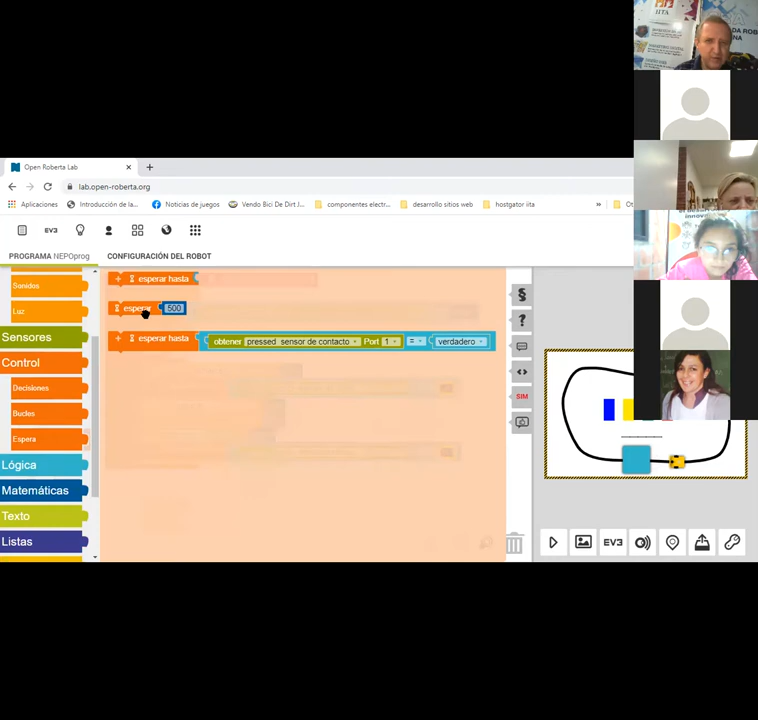 IITA
Open Roberta Lab
lab.open-roberta.org
Aplicaciones
Introducción de la...
Noticias de juegos
Vendo Bici De Dirt J...
componentes electr...
desarrollo sitios web
hostgator iita
»
EV3
PROGRAMA NEPOprog
CONFIGURACIÓN DEL ROBOT
Sonidos
Luz
Sensores
Control
Decisiones
Bucles
Espera
Lógica
Matemáticas
Texto
Listas
+ esperar hasta
esperar 500
+ esperar hasta obtener pressed sensor de contacto Port 1 = verdadero
?
SIM
EV3